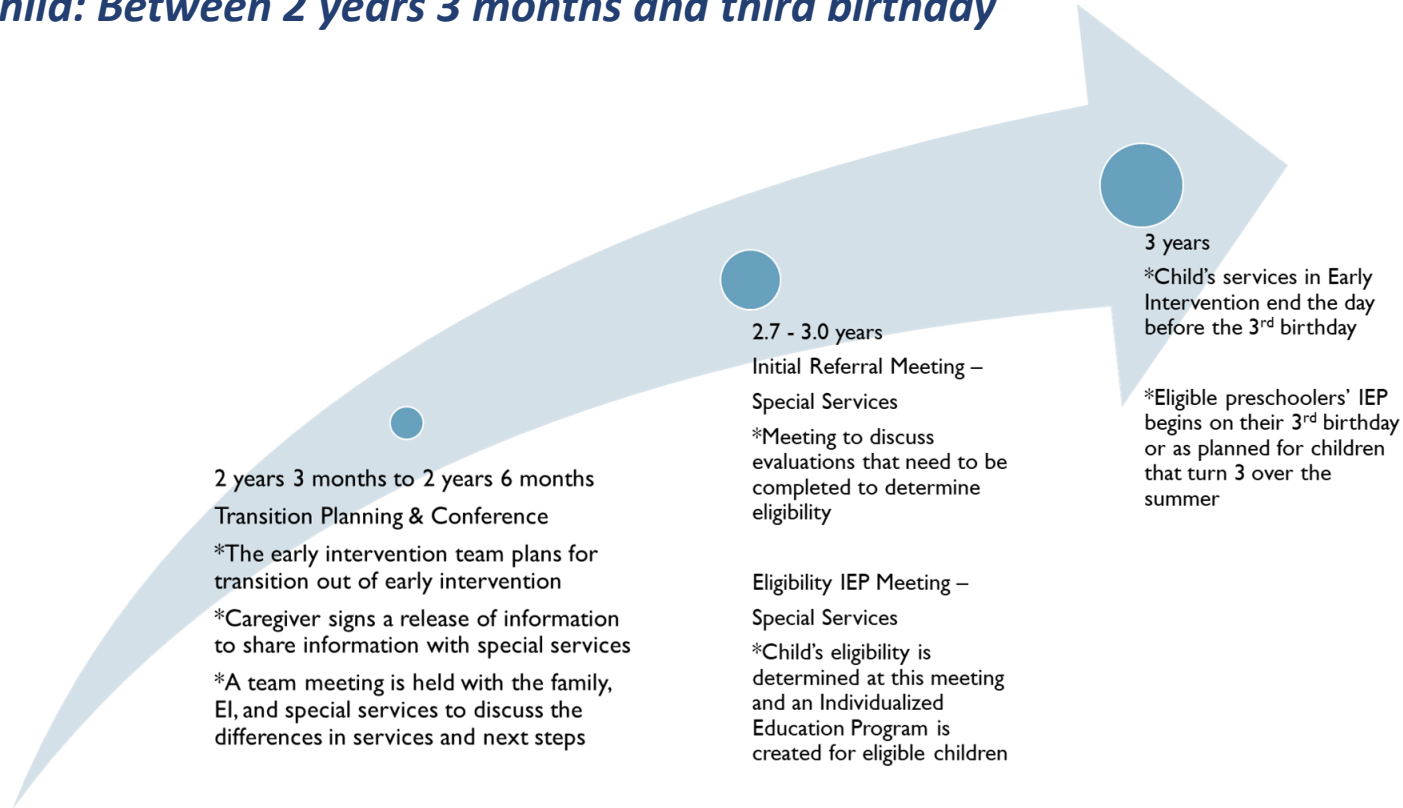 hild: Between 2 years 3 months and third birthday
2 years 3 months to 2 years 6 months
Transition Planning & Conference
*The early intervention team plans for
transition out of early intervention
*Caregiver signs a release of information
to share information with special services
*A team meeting is held with the family,
EI, and special services to discuss the
differences in services and next steps
2.7 - 3.0 years
Initial Referral Meeting –
Special Services
*Meeting to discuss
evaluations that need to be
completed to determine
eligibility
Eligibility IEP Meeting –
Special Services
*Child's eligibility is
determined at this meeting
and an Individualized
Education Program is
created for eligible children
3 years
*Child's services in Early
Intervention end the day
before the 3rd birthday
*Eligible preschoolers' IEP
begins on their 3rd birthday
or as planned for children
that turn 3 over the
summer